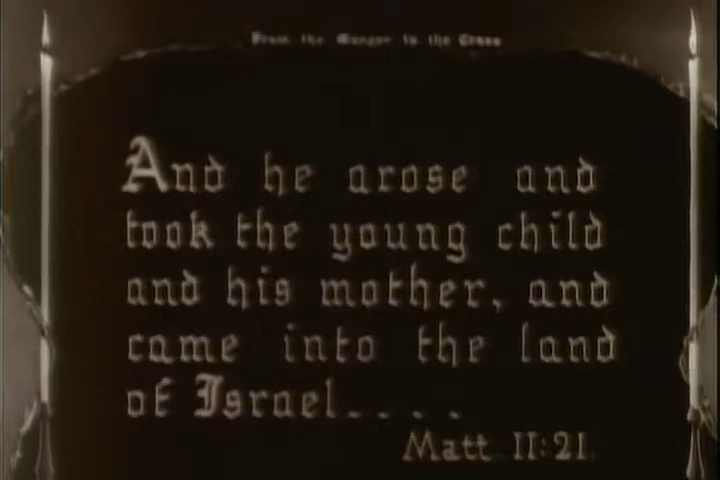 From the Manger to the Cross
And he arose and
took the young child
and his mother, and
came into the land
of Israel....
Matt II:21.